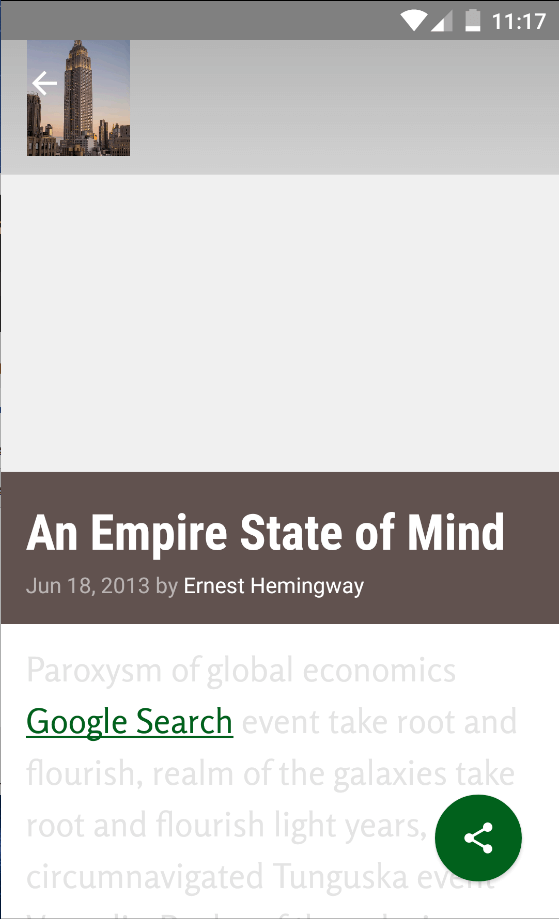 11:17
An Empire State of Mind
Jun 18, 2013 by Ernest Hemingway
Paroxysm of global economics
Google Search event take root and
flourish, realm of the galaxies take
root and flourish light years,
circumnavigated Tunguska event